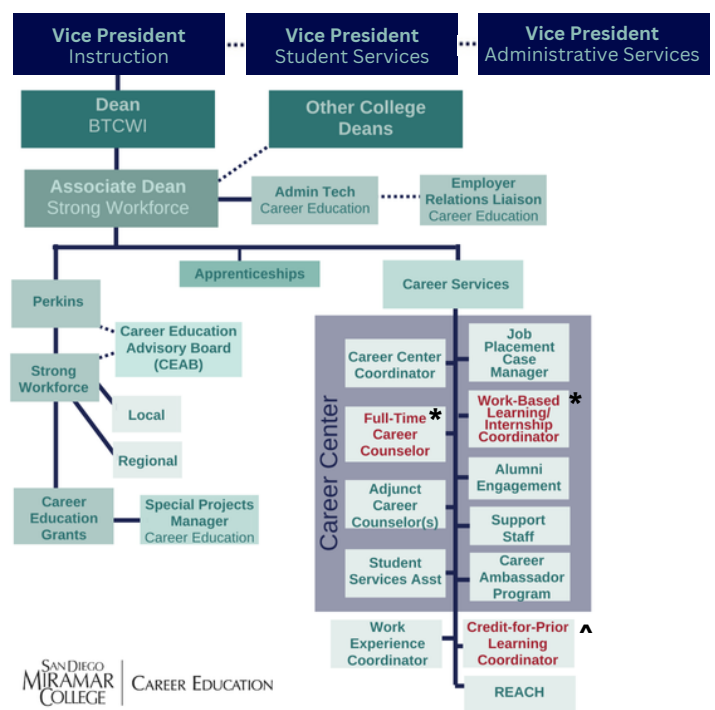 Vice President
Instruction
Vice President
Student Services
Vice President
Administrative Services
Dean
BTCWI
Other College
Deans
Associate Dean
Strong Workforce
Admin Tech
Career Education
Employer
Relations Liaison
Career Education
Apprenticeships
Career Services
Perkins
Career Education
Advisory Board
(CEAB)
Strong
Workforce
Local
Regional
Career
Education
Grants
Special Projects
Manager
Career Education
Career Center
Career Center
Coordinator
Job
Placement
Case
Manager
Full-Time *
Career
Counselor
Work-Based *
Learning/
Internship
Coordinator
Adjunct
Career
Counselor(s)
Alumni
Engagement
Support
Staff
Student
Services Asst
Career
Ambassador
Program
Work
Experience
Coordinator
Credit-for-Prior ^
Learning
Coordinator
REACH
SAN DIEGO
MIRAMAR
COLLEGE
CAREER EDUCATION